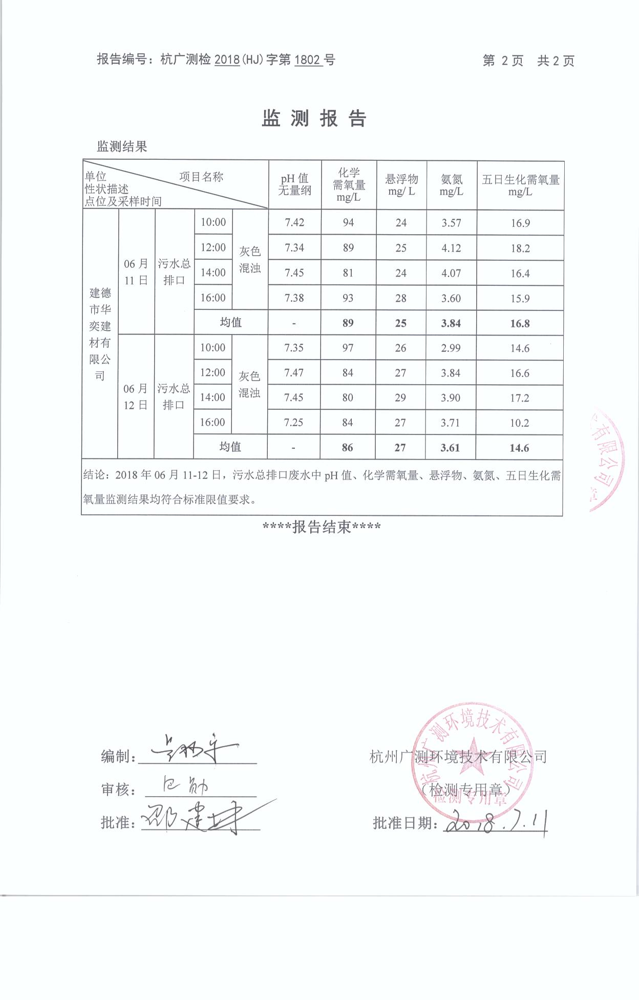 报告编号：杭广测检 2018(HJ)字第 1802 号
第 2 页 共 2 页
监 测 报 告
监测结果
单位 项目名称
性状描述
点位及采样时间
pH 值
无量纲
化学
需氧量
mg/L
悬浮物
mg/ L
氨氮
mg/L
五日生化需氧量
mg/L
建德
市华
奕建
材有
限公
司
06 月
11 日
污水总
排口
灰色
混浊
10:00 7.42 94 24 3.57 16.9
12:00 7.34 89 25 4.12 18.2
14:00 7.45 81 24 4.07 16.4
16:00 7.38 93 28 3.60 15.9
均值 - 89 25 3.84 16.8
06 月
12 日
污水总
排口
灰色
混浊
10:00 7.35 97 26 2.99 14.6
12:00 7.47 84 27 3.84 16.6
14:00 7.45 80 29 3.90 17.2
16:00 7.25 84 27 3.71 10.2
均值 - 86 27 3.61 14.6
结论：2018 年 06 月 11-12 日，污水总排口废水中 pH 值、化学需氧量、悬浮物、氨氮、五日生化需
氧量监测结果均符合标准限值要求。
****报告结束****
有限公司
章
编制：
审核：
批准：
杭州广测环境技术有限公司
（检测专用章）
杭州广测环境技术有限公司
检测专用章
批准日期：2018.7.11